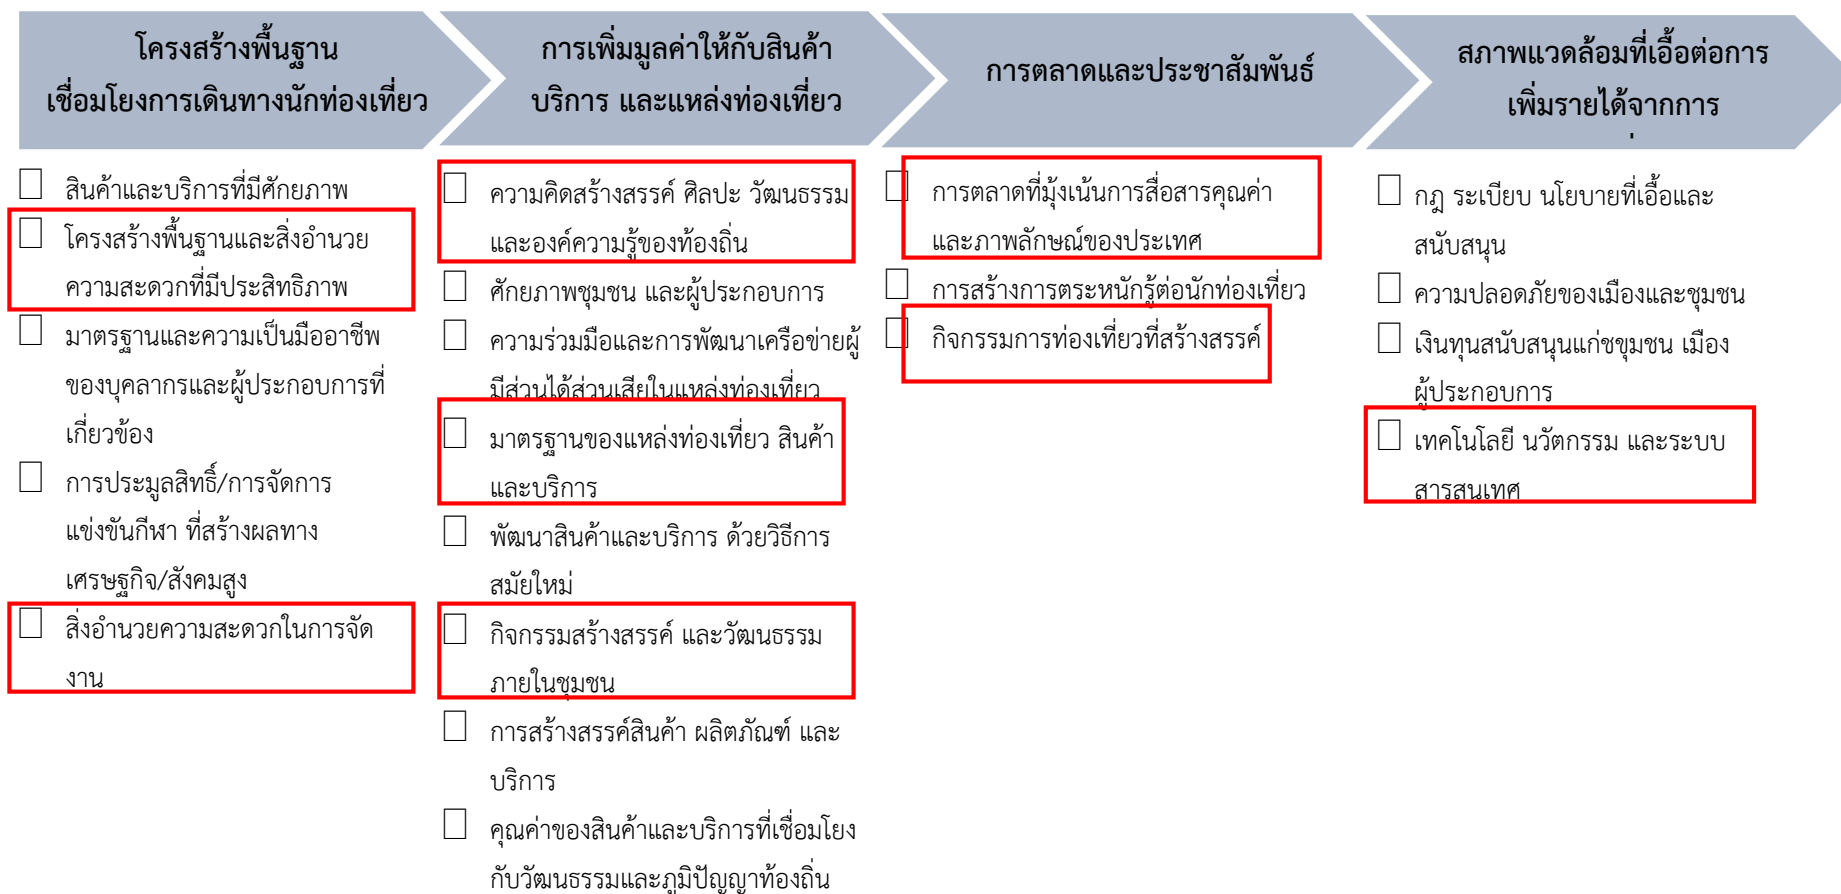 โครงสร้างพื้นฐาน
เชื่อมโยงการเดินทางนักท่องเที่ยว
การเพิ่มมูลค่าให้กับสินค้า
บริการ และแหล่งท่องเที่ยว
การตลาดและประชาสัมพันธ์
สภาพแวดล้อมที่เอื้อต่อการ
เพิ่มรายได้จากการ
สินค้าและบริการที่มีศักยภาพ
โครงสร้างพื้นฐานและสิ่งอำนวย
ความสะดวกที่มีประสิทธิภาพ
มาตรฐานและความเป็นมืออาชีพ
ของบุคลากรและผู้ประกอบการที่
เกี่ยวข้อง
การประมูลสิทธิ์/การจัดการ
แข่งขันกีฬา ที่สร้างผลทาง
เศรษฐกิจ/สังคมสูง
สิ่งอำนวยความสะดวกในการจัด
งาน
ความคิดสร้างสรรค์ ศิลปะ วัฒนธรรม
และองค์ความรู้ของท้องถิ่น
ศักยภาพชุมชน และผู้ประกอบการ
ความร่วมมือและการพัฒนาเครือข่ายผู้
มีส่วนได้ส่วนเสียในแหล่งท่องเที่ยว
มาตรฐานของแหล่งท่องเที่ยว สินค้า
และบริการ
พัฒนาสินค้าและบริการ ด้วยวิธีการ
สมัยใหม่
กิจกรรมสร้างสรรค์ และวัฒนธรรม
ภายในชุมชน
การสร้างสรรค์สินค้า ผลิตภัณฑ์ และ
บริการ
คุณค่าของสินค้าและบริการที่เชื่อมโยง
กับวัฒนธรรมและภูมิปัญญาท้องถิ่น
การตลาดที่มุ้งเน้นการสื่อสารคุณค่า
และภาพลักษณ์ของประเทศ
การสร้างการตระหนักรู้ต่อนักท่องเที่ยว
กิจกรรมการท่องเที่ยวที่สร้างสรรค์
กฎ ระเบียบ นโยบายที่เอื้อและ
สนับสนุน
ความปลอดภัยของเมืองและชุมชน
เงินทุนสนับสนุนแก่ชขุมชน เมือง
ผู้ประกอบการ
เทคโนโลยี นวัตกรรม และระบบ
สารสนเทศ